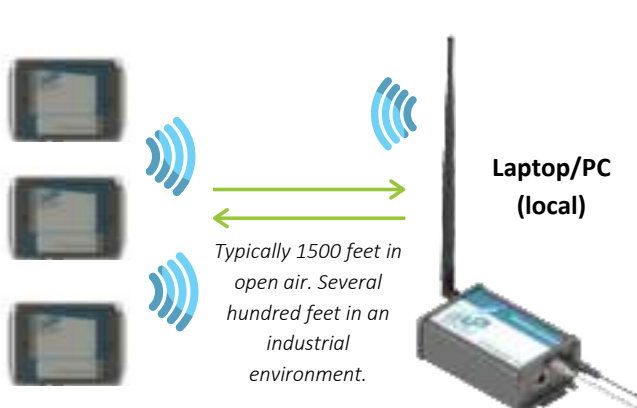 Laptop/PC
(local)
Typically 1500 feet in
open air. Several
hundred feet in an
industrial
environment.